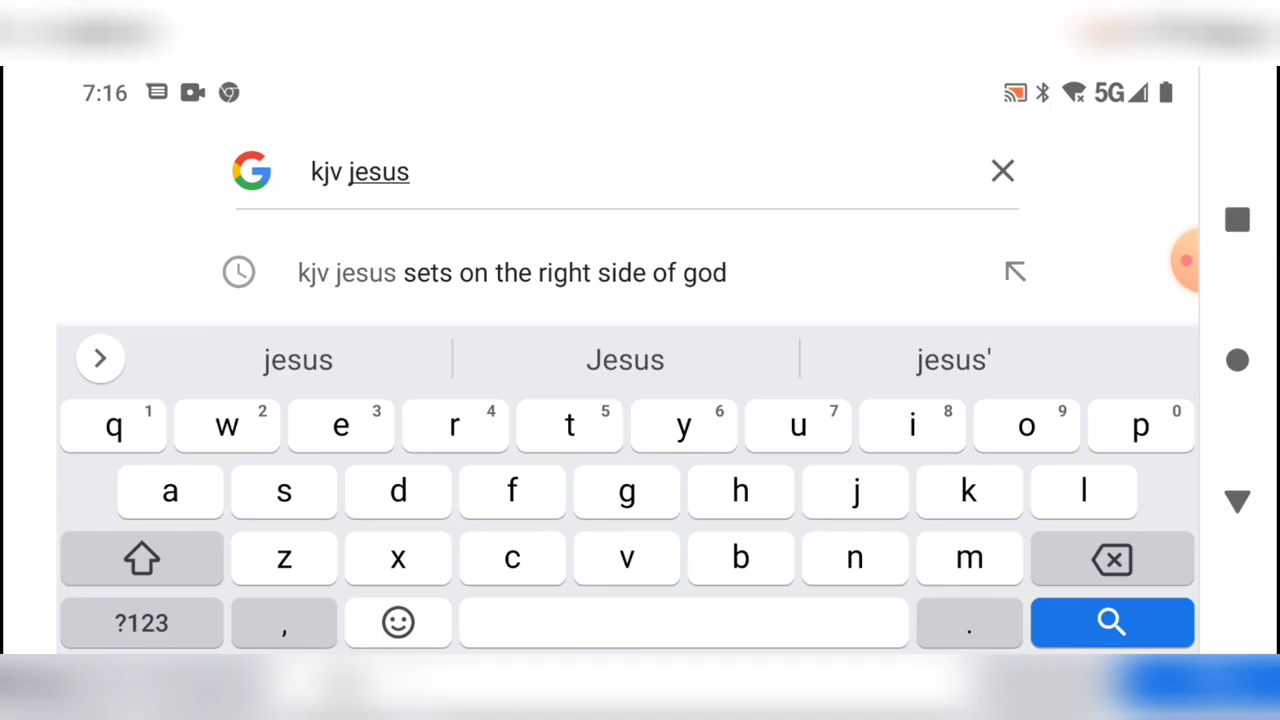 7:16 5G
kjv jesus
kjv jesus sets on the right side of god
jesus Jesus jesus'
q 1 w 2 e 3 r 4 t 5 y 6 u 7 i 8 o 9 p 0
a s d f g h j k l
z x c v b n m
?123 , .